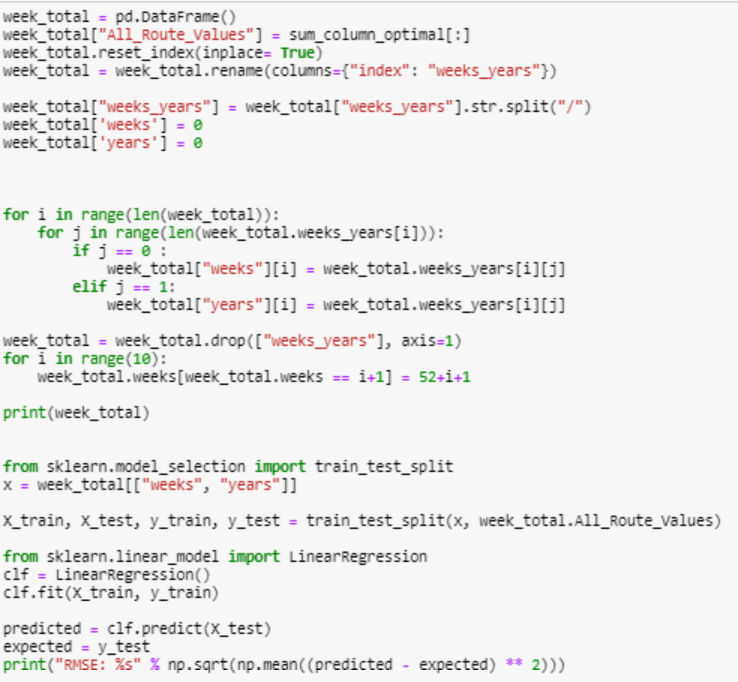 week_total = pd.DataFrame()
week_total["All_Route_Values"] = sum_column_optimal[:]
week_total.reset_index(inplace= True)
week_total = week_total.rename(columns={"index": "weeks_years"})

week_total["weeks_years"] = week_total["weeks_years"].str.split("/")
week_total['weeks'] = 0
week_total['years'] = 0

for i in range(len(week_total)):
    for j in range(len(week_total.weeks_years[i])):
        if j == 0 :
            week_total["weeks"][i] = week_total.weeks_years[i][j]
        elif j == 1:
            week_total["years"][i] = week_total.weeks_years[i][j]

week_total = week_total.drop(["weeks_years"], axis=1)
for i in range(10):
    week_total.weeks[week_total.weeks == i+1] = 52+i+1

print(week_total)

from sklearn.model_selection import train_test_split
x = week_total[["weeks", "years"]]

X_train, X_test, y_train, y_test = train_test_split(x, week_total.All_Route_Values)

from sklearn.linear_model import LinearRegression
clf = LinearRegression()
clf.fit(X_train, y_train)

predicted = clf.predict(X_test)
expected = y_test
print("RMSE: %s" % np.sqrt(np.mean((predicted - expected) ** 2)))